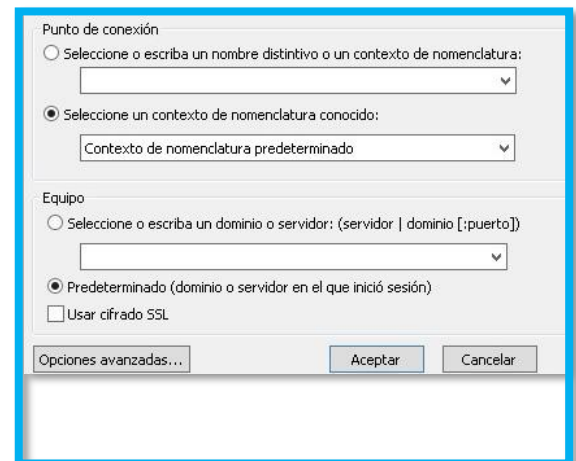 Punto de conexión
Seleccione o escriba un nombre distintivo o un contexto de nomenclatura:
Seleccione un contexto de nomenclatura conocido:
Contexto de nomenclatura predeterminado
Equipo
Seleccione o escriba un dominio o servidor: (servidor | dominio [:puerto])
Predeterminado (dominio o servidor en el que inició sesión)
Usar cifrado SSL
Opciones avanzadas... Aceptar Cancelar